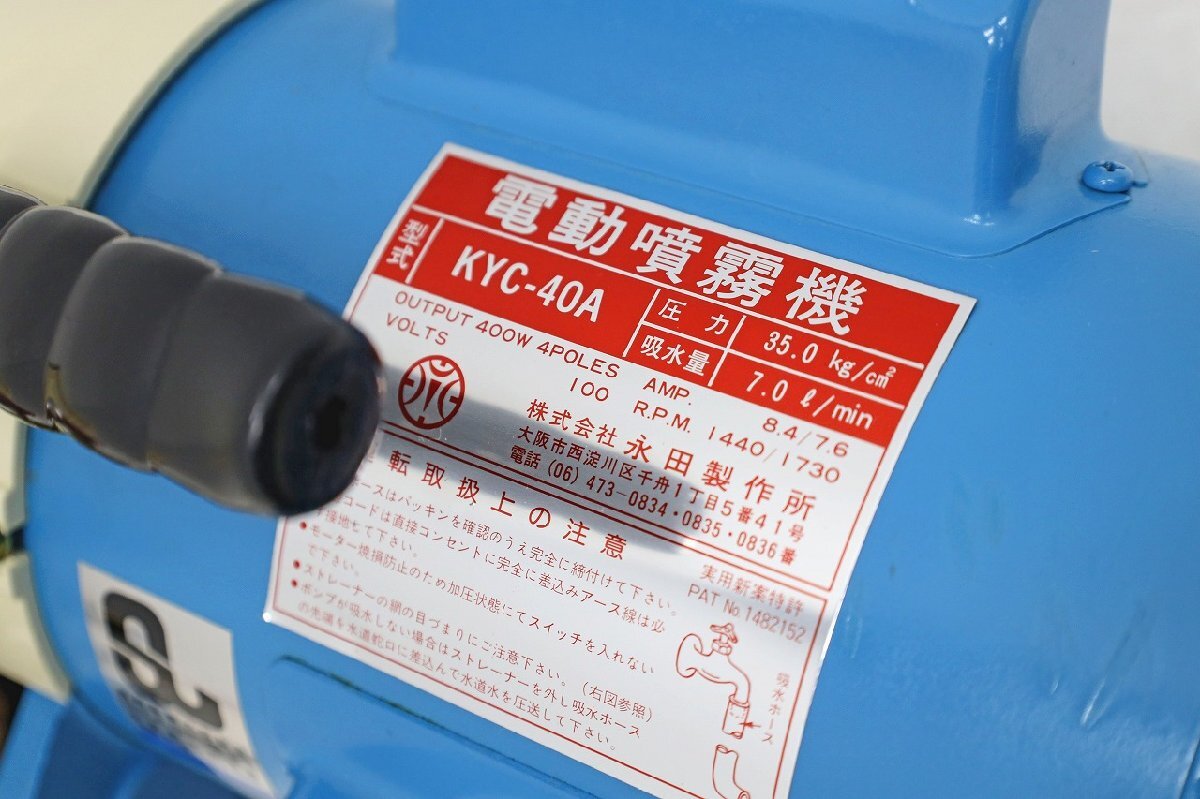 電動噴霧機
型式 KYC-40A
圧力 35.0 kg/cm²
吸水量 7.0 ℓ/min
OUTPUT 400W 4POLES AMP. 8.4/7.6
VOLTS 100 R.P.M. 1440/1730
株式会社 永田製作所
大阪市西淀川区千舟1丁目5番41号
電話 (06) 473-0834・0835・0836番
転取扱上の注意
ースはパッキンを確認のうえ完全に締付けて下さい。
コードは直接コンセントに完全に差込みアース線は必
ず接地して下さい。
●モーター焼損防止のため加圧状態にてスイッチを入れない
で下さい。
●ストレーナーの網の目づまりにご注意下さい。(右図参照)
●ポンプが吸水しない場合はストレーナーを外し吸水ホース
の先端を水道蛇口に差込んで水道水を圧送して下さい。
実用新案特許
PAT No.1482152
吸水ホース